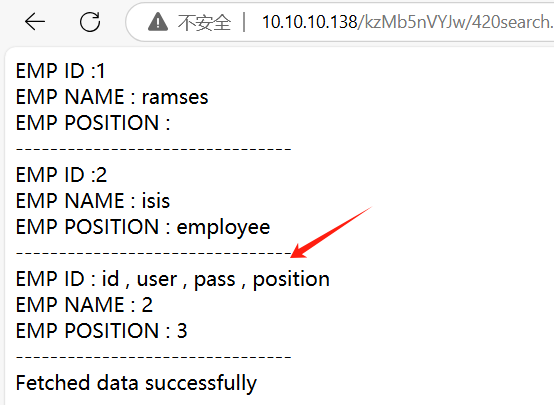 不安全 10.10.10.138/kzMb5nVYJw/420search.
EMP ID :1
EMP NAME : ramses
EMP POSITION :
--------------------------------
EMP ID :2
EMP NAME : isis
EMP POSITION : employee
--------------------------------
EMP ID : id , user , pass , position
EMP NAME : 2
EMP POSITION : 3
--------------------------------
Fetched data successfully